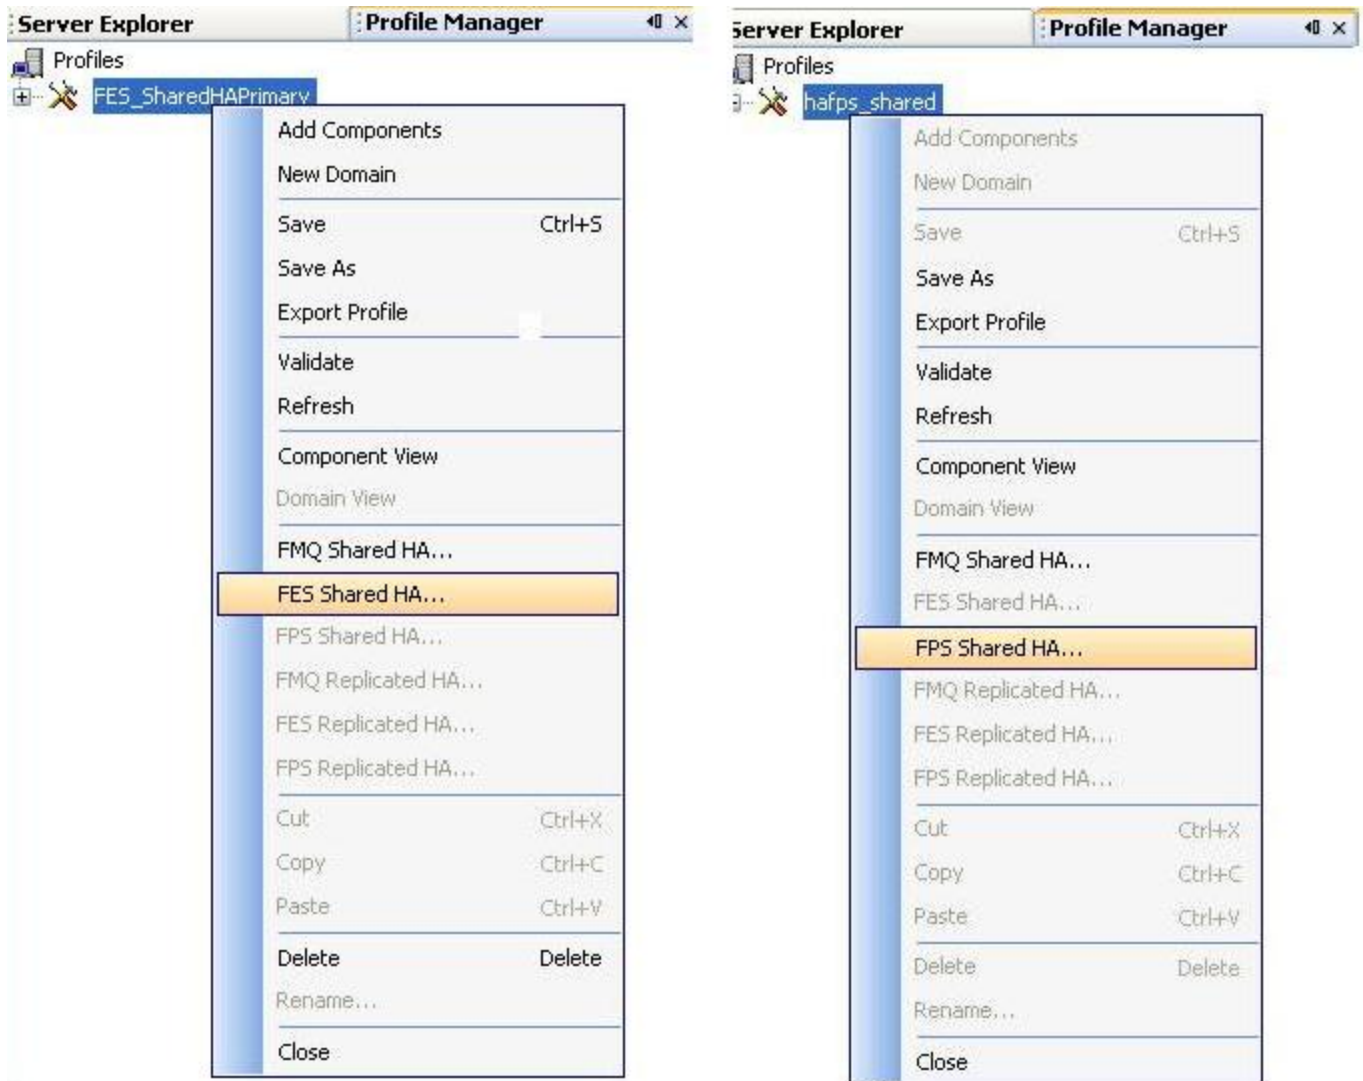 Server Explorer
Profile Manager
Profiles
FES_SharedHAPrimary
Add Components
New Domain
Save Ctrl+S
Save As
Export Profile
Validate
Refresh
Component View
Domain View
FMQ Shared HA...
FES Shared HA...
FPS Shared HA...
FMQ Replicated HA...
FES Replicated HA...
FPS Replicated HA...
Cut Ctrl+X
Copy Ctrl+C
Paste Ctrl+V
Delete Delete
Rename...
Close
Server Explorer
Profile Manager
Profiles
hafps_shared
Add Components
New Domain
Save Ctrl+S
Save As
Export Profile
Validate
Refresh
Component View
Domain View
FMQ Shared HA...
FES Shared HA...
FPS Shared HA...
FMQ Replicated HA...
FES Replicated HA...
FPS Replicated HA...
Cut Ctrl+X
Copy Ctrl+C
Paste Ctrl+V
Delete Delete
Rename...
Close